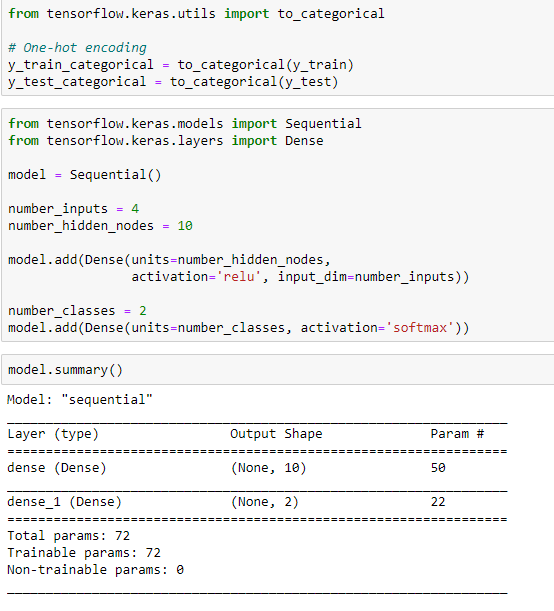 from tensorflow.keras.utils import to_categorical
# One-hot encoding
y_train_categorical = to_categorical(y_train)
y_test_categorical = to_categorical(y_test)
from tensorflow.keras.models import Sequential
from tensorflow.keras.layers import Dense
model = Sequential()
number_inputs = 4
number_hidden_nodes = 10
model.add(Dense(units=number_hidden_nodes,
activation='relu', input_dim=number_inputs))
number_classes = 2
model.add(Dense(units=number_classes, activation='softmax'))
model.summary()
Model: "sequential"
_________________________________________________________________
Layer (type)                 Output Shape              Param #
=================================================================
dense (Dense)                (None, 10)                50
_________________________________________________________________
dense_1 (Dense)              (None, 2)                 22
=================================================================
Total params: 72
Trainable params: 72
Non-trainable params: 0
_________________________________________________________________